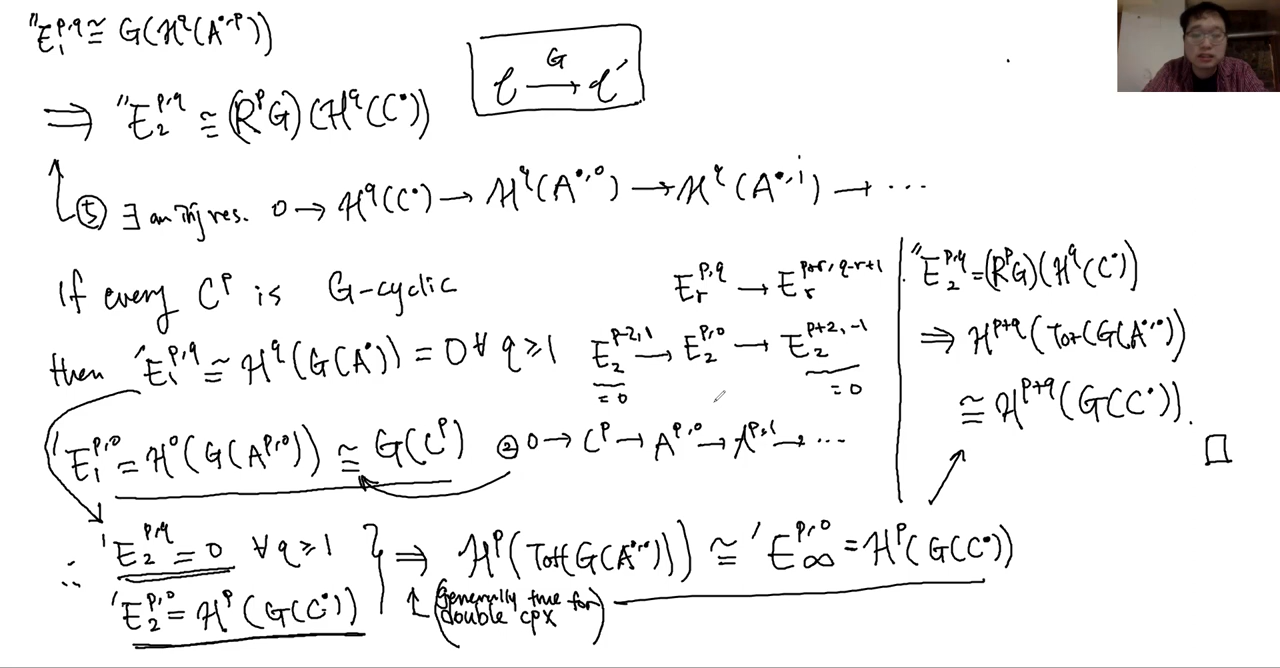 "E₁^{p,q} ≅ G(H^q(A^{•,p}))
C —G→ C'
⟹ "E₂^{p,q} ≅ (R^pG)(H^q(C^•))
⑤ ∃ an inj res. 0 → H^q(C^•) → H^q(A^{•,0}) → H^q(A^{•,1}) → ⋯
If every C^p is G-cyclic
then 'E₁^{p,q} ≅ H^q(G(A^•)) = 0 ∀ q ≥ 1
'E₁^{p,0} = H^0(G(A^{p,0})) ≅ G(C^p)
② 0 → C^p → A^{p,0} → A^{p,1} → ⋯
E_r^{p,q} → E_r^{p+r, q-r+1}
E₂^{p-2,1} → E₂^{p,0} → E₂^{p+2,-1}
= 0
= 0
∴ 'E₂^{p,q} = 0 ∀ q ≥ 1
'E₂^{p,0} = H^p(G(C^•))
⟹ H^p(Tot(G(A^{•,•}))) ≅ 'E_∞^{p,0} = H^p(G(C^•))
(generally true for
double cpx)
"E₂^{p,q} = (R^pG)(H^q(C^•))
⟹ H^{p+q}(Tot(G(A^{•,•}))
≅ H^{p+q}(G(C^•)).
□